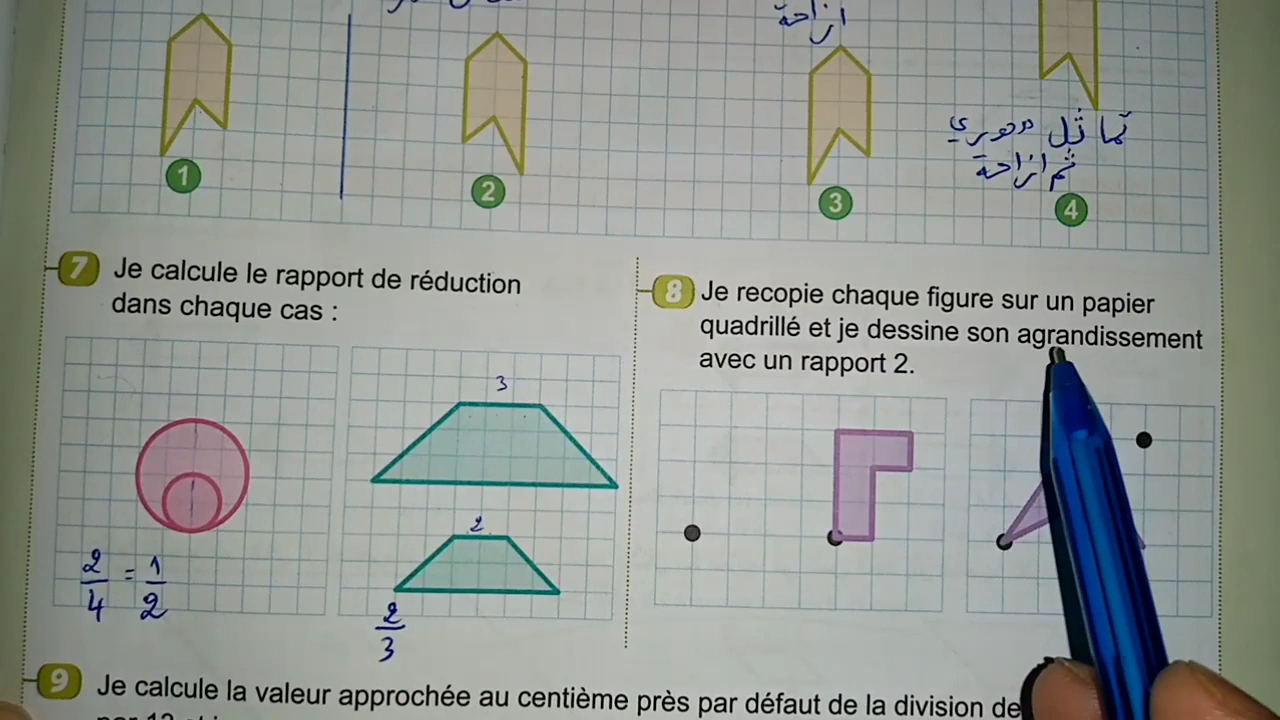 ازاحة
تماثل محوري
ثم ازاحة
1
2
3
4
7 Je calcule le rapport de réduction
dans chaque cas :
3
2
2/4 = 1/2
2/3
8 Je recopie chaque figure sur un papier
quadrillé et je dessine son agrandissement
avec un rapport 2.
9 Je calcule la valeur approchée au centième près par défaut de la division de